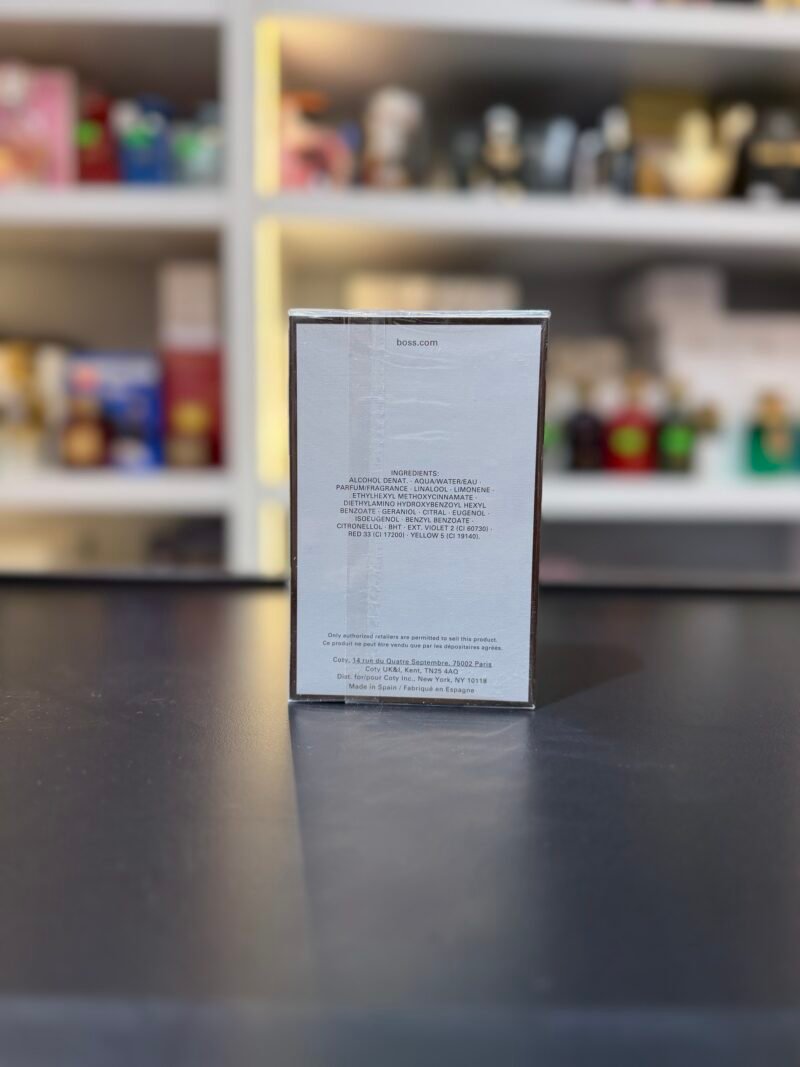 boss.com
INGREDIENTS:
ALCOHOL DENAT. · AQUA/WATER/EAU ·
PARFUM/FRAGRANCE · LINALOOL · LIMONENE ·
ETHYLHEXYL METHOXYCINNAMATE ·
DIETHYLAMINO HYDROXYBENZOYL HEXYL
BENZOATE · GERANIOL · CITRAL · EUGENOL ·
ISOEUGENOL · BENZYL BENZOATE ·
CITRONELLOL · BHT · EXT. VIOLET 2 (CI 60730) ·
RED 33 (CI 17200) · YELLOW 5 (CI 19140).
Only authorized retailers are permitted to sell this product.
Ce produit ne peut être vendu que par les dépositaires agréés.
Coty, 14 rue du Quatre Septembre, 75002 Paris
Coty UK&I, Kent, TN25 4AQ
Dist. for/pour Coty Inc., New York, NY 10118
Made in Spain / Fabriqué en Espagne